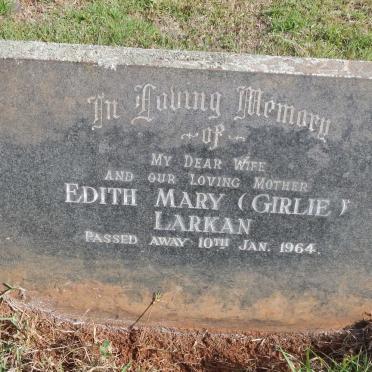 In Loving Memory
~ of ~
My Dear Wife
and our Loving Mother
Edith Mary (Girlie)
Larkan
Passed away 10th Jan. 1964.